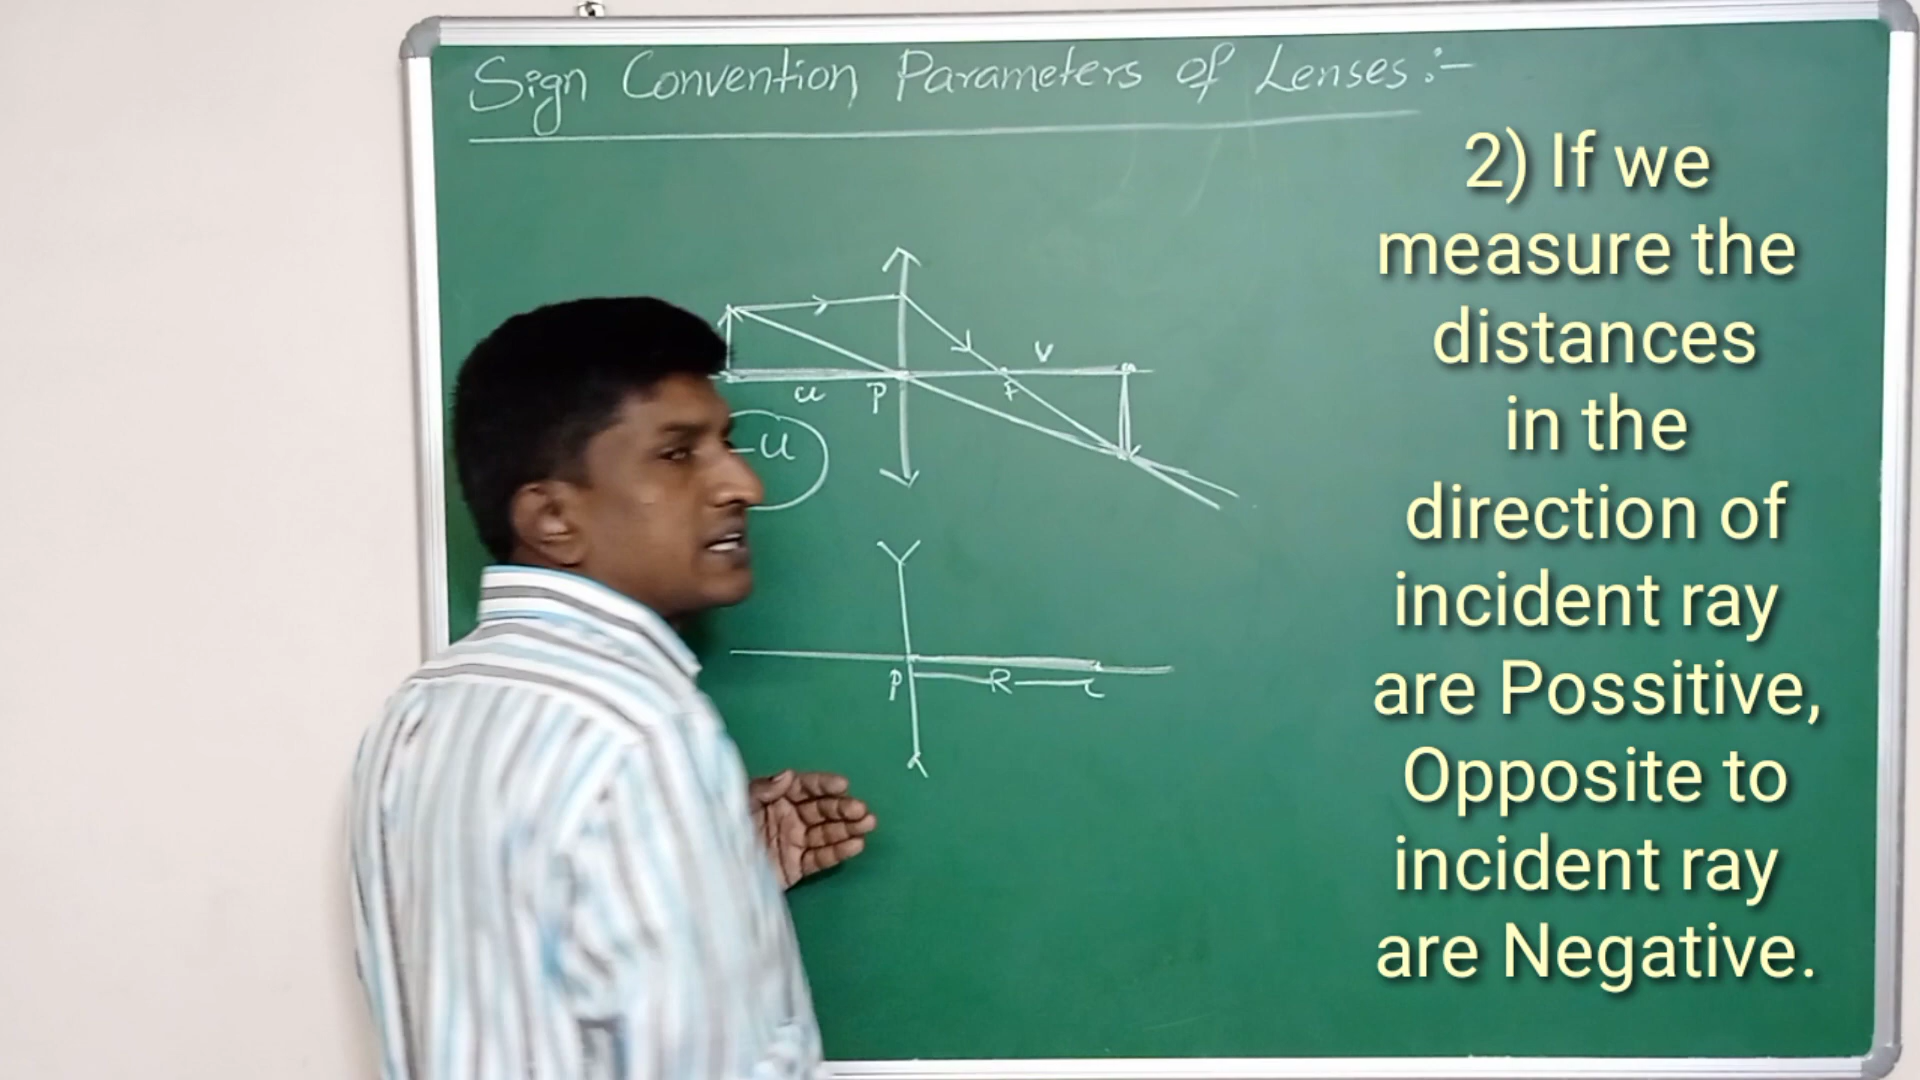 Sign Convention Parameters of Lenses:-
2) If we
measure the
distances
in the
direction of
incident ray
are Possitive,
Opposite to
incident ray
are Negative.
v
u P F
-u
P R C